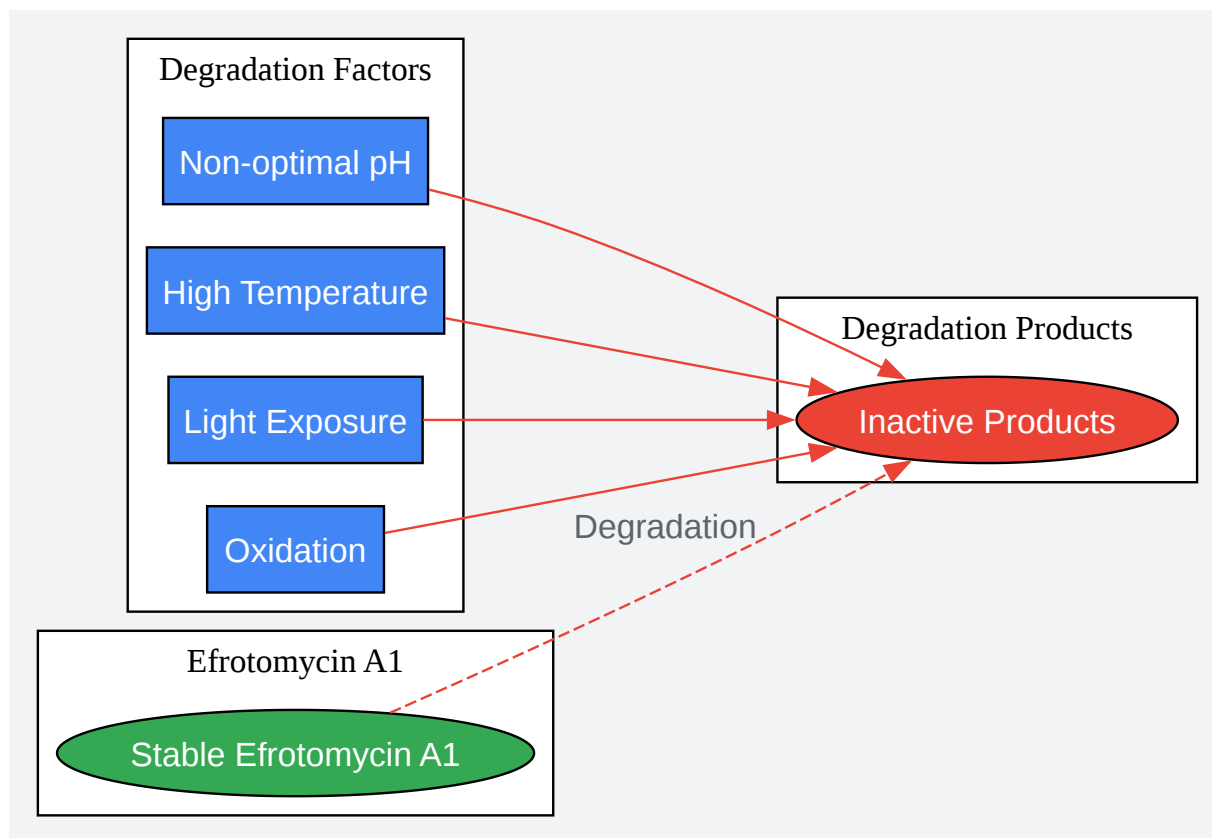 Degradation Factors
Non-optimal pH
High Temperature
Light Exposure
Oxidation
Degradation Products
Inactive Products
Degradation
Efrotomycin A1
Stable Efrotomycin A1